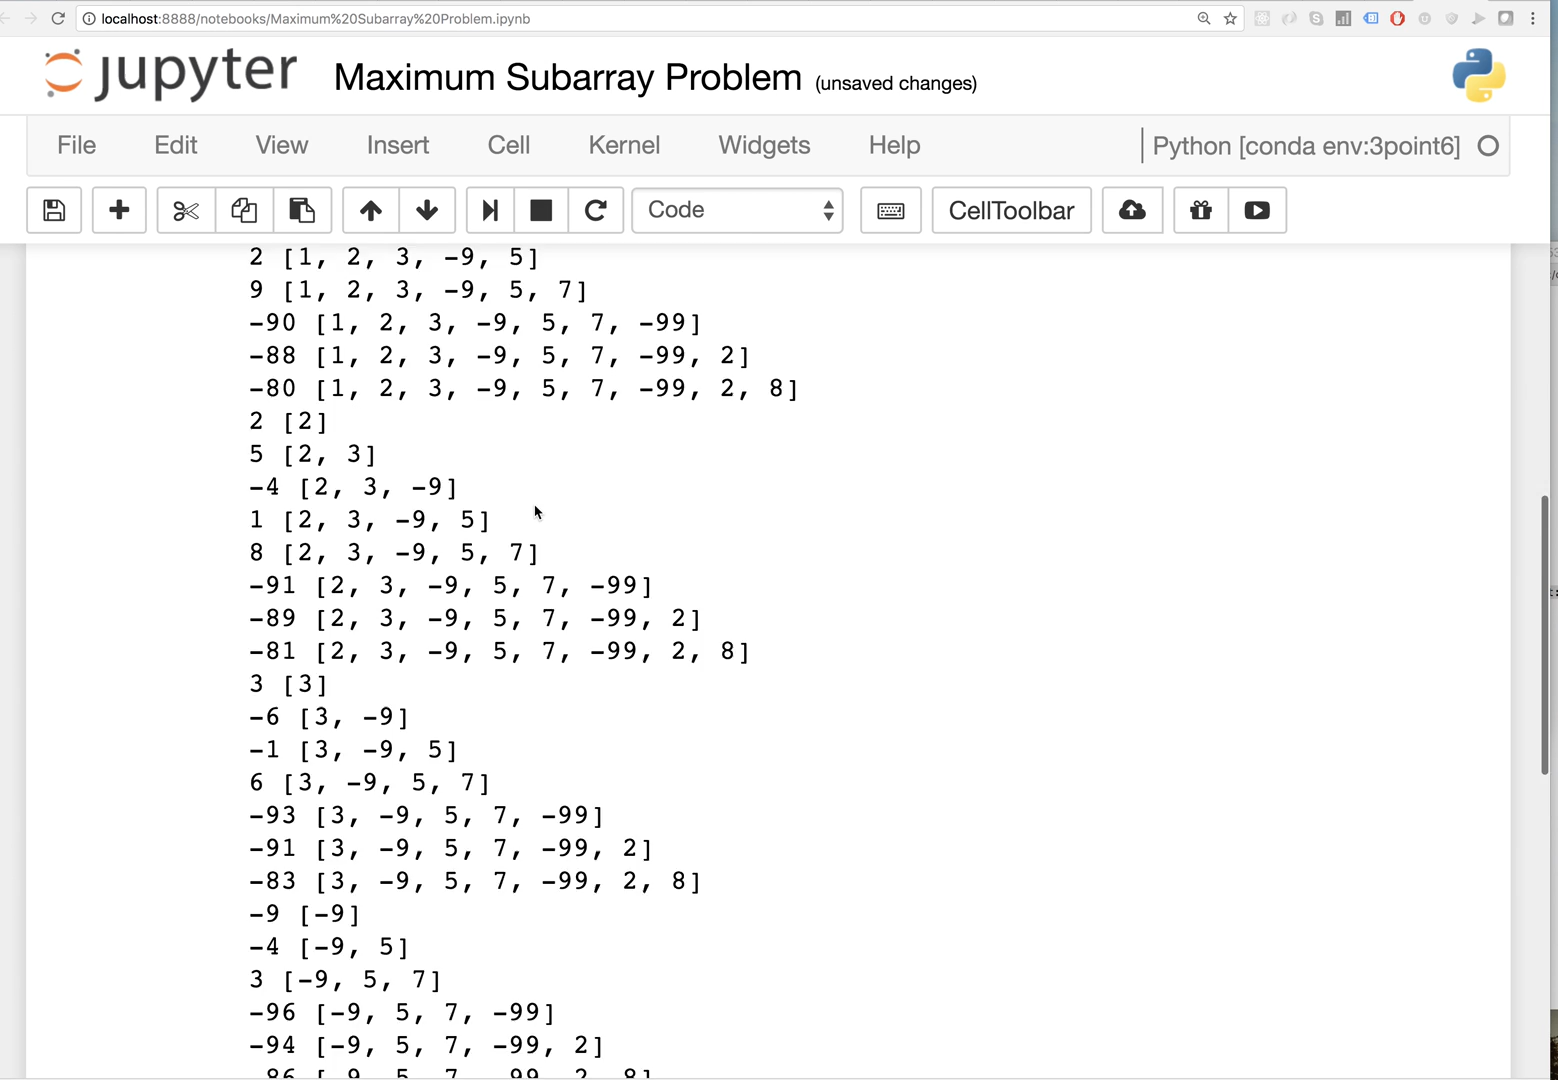 localhost:8888/notebooks/Maximum%20Subarray%20Problem.ipynb
jupyter Maximum Subarray Problem (unsaved changes)
File Edit View Insert Cell Kernel Widgets Help Python [conda env:3point6]
Code CellToolbar
2 [1, 2, 3, -9, 5]
9 [1, 2, 3, -9, 5, 7]
-90 [1, 2, 3, -9, 5, 7, -99]
-88 [1, 2, 3, -9, 5, 7, -99, 2]
-80 [1, 2, 3, -9, 5, 7, -99, 2, 8]
2 [2]
5 [2, 3]
-4 [2, 3, -9]
1 [2, 3, -9, 5]
8 [2, 3, -9, 5, 7]
-91 [2, 3, -9, 5, 7, -99]
-89 [2, 3, -9, 5, 7, -99, 2]
-81 [2, 3, -9, 5, 7, -99, 2, 8]
3 [3]
-6 [3, -9]
-1 [3, -9, 5]
6 [3, -9, 5, 7]
-93 [3, -9, 5, 7, -99]
-91 [3, -9, 5, 7, -99, 2]
-83 [3, -9, 5, 7, -99, 2, 8]
-9 [-9]
-4 [-9, 5]
3 [-9, 5, 7]
-96 [-9, 5, 7, -99]
-94 [-9, 5, 7, -99, 2]
-86 [-9, 5, 7, -99, 2, 8]